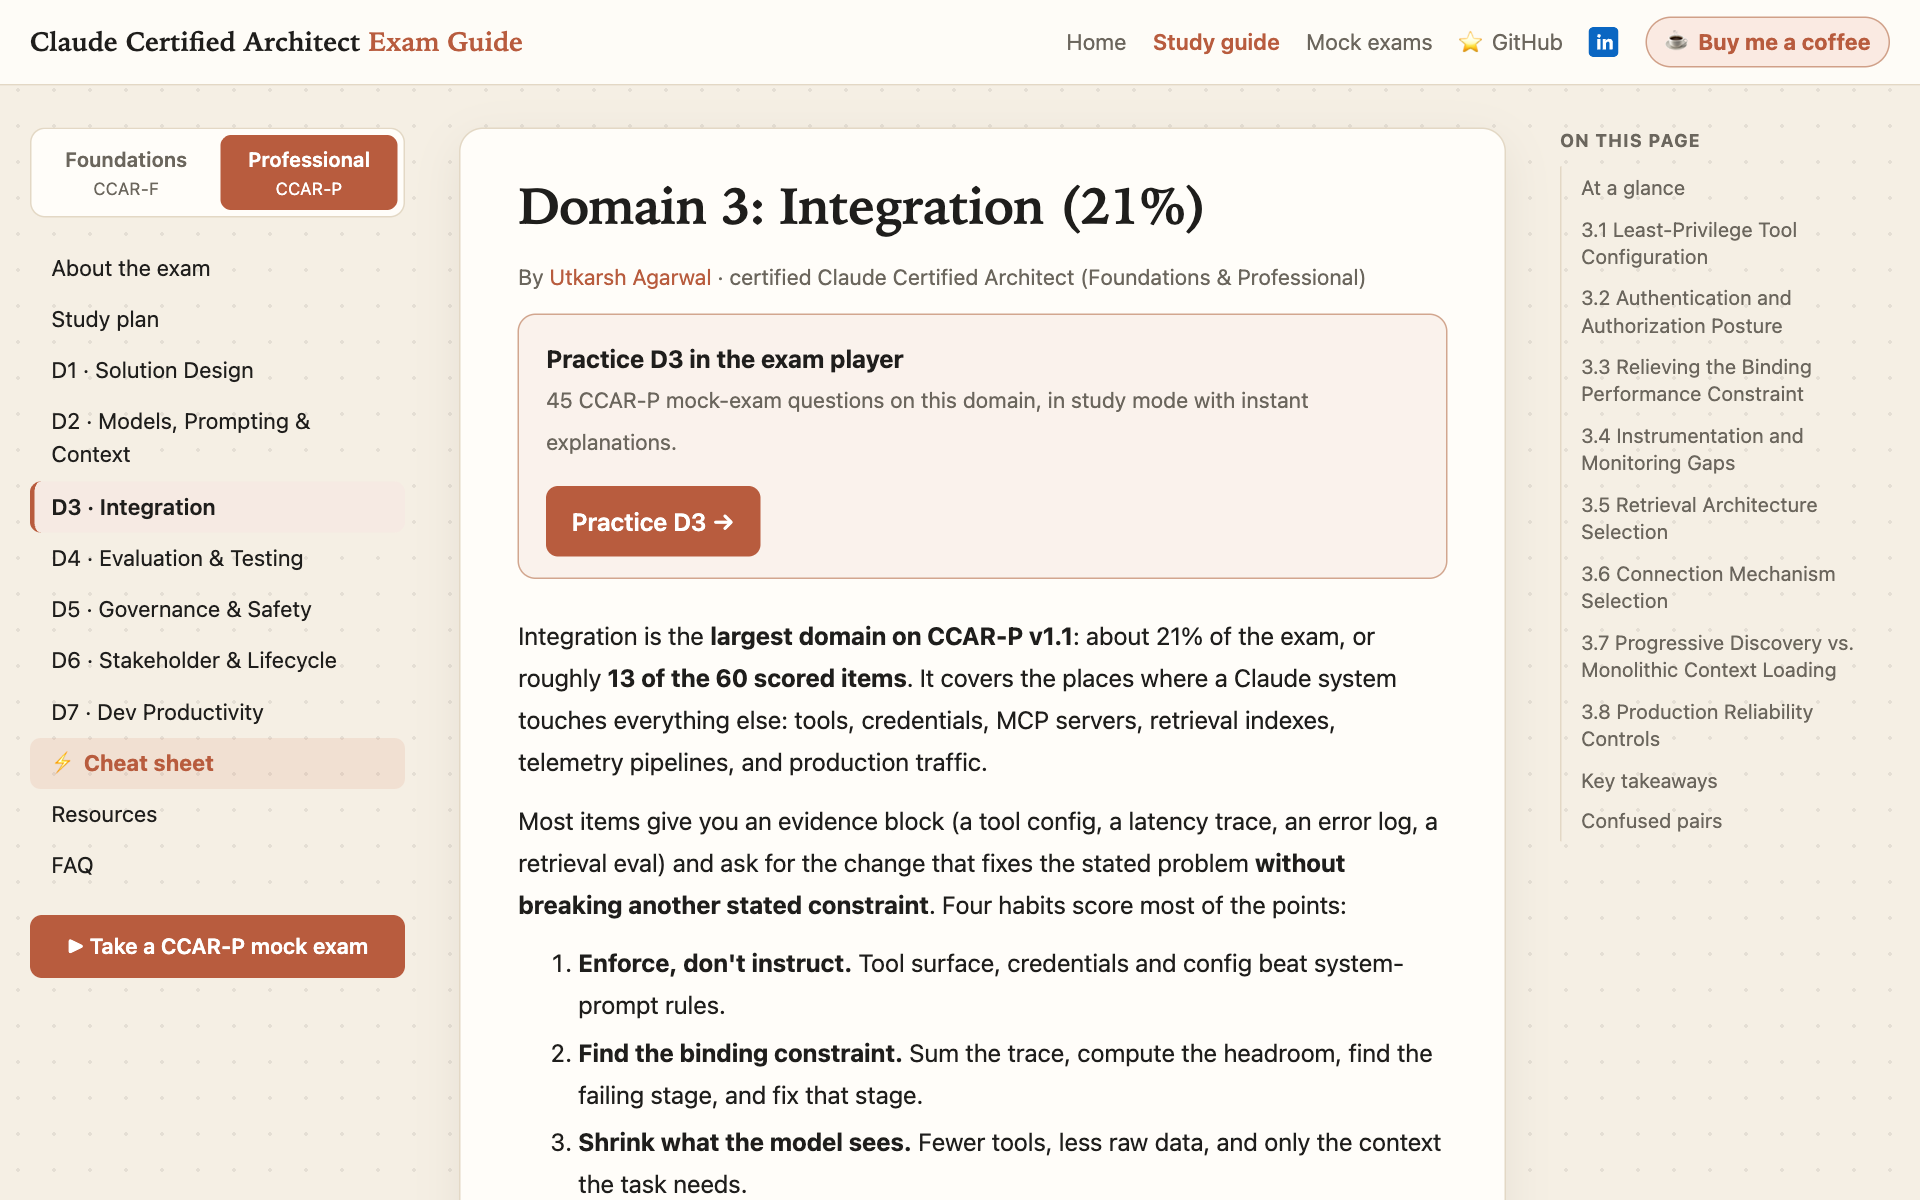 Claude Certified Architect Exam Guide
Home
Study guide
Mock exams
⭐ GitHub
in
☕ Buy me a coffee
Foundations
CCAR-F
Professional
CCAR-P
About the exam
Study plan
D1 · Solution Design
D2 · Models, Prompting &
Context
D3 · Integration
D4 · Evaluation & Testing
D5 · Governance & Safety
D6 · Stakeholder & Lifecycle
D7 · Dev Productivity
⚡ Cheat sheet
Resources
FAQ
▶ Take a CCAR-P mock exam
Domain 3: Integration (21%)
By Utkarsh Agarwal · certified Claude Certified Architect (Foundations & Professional)
Practice D3 in the exam player
45 CCAR-P mock-exam questions on this domain, in study mode with instant
explanations.
Practice D3 →
Integration is the largest domain on CCAR-P v1.1: about 21% of the exam, or
roughly 13 of the 60 scored items. It covers the places where a Claude system
touches everything else: tools, credentials, MCP servers, retrieval indexes,
telemetry pipelines, and production traffic.
Most items give you an evidence block (a tool config, a latency trace, an error log, a
retrieval eval) and ask for the change that fixes the stated problem without
breaking another stated constraint. Four habits score most of the points:
1. Enforce, don't instruct. Tool surface, credentials and config beat system-
prompt rules.
2. Find the binding constraint. Sum the trace, compute the headroom, find the
failing stage, and fix that stage.
3. Shrink what the model sees. Fewer tools, less raw data, and only the context
the task needs.
ON THIS PAGE
At a glance
3.1 Least-Privilege Tool
Configuration
3.2 Authentication and
Authorization Posture
3.3 Relieving the Binding
Performance Constraint
3.4 Instrumentation and
Monitoring Gaps
3.5 Retrieval Architecture
Selection
3.6 Connection Mechanism
Selection
3.7 Progressive Discovery vs.
Monolithic Context Loading
3.8 Production Reliability
Controls
Key takeaways
Confused pairs